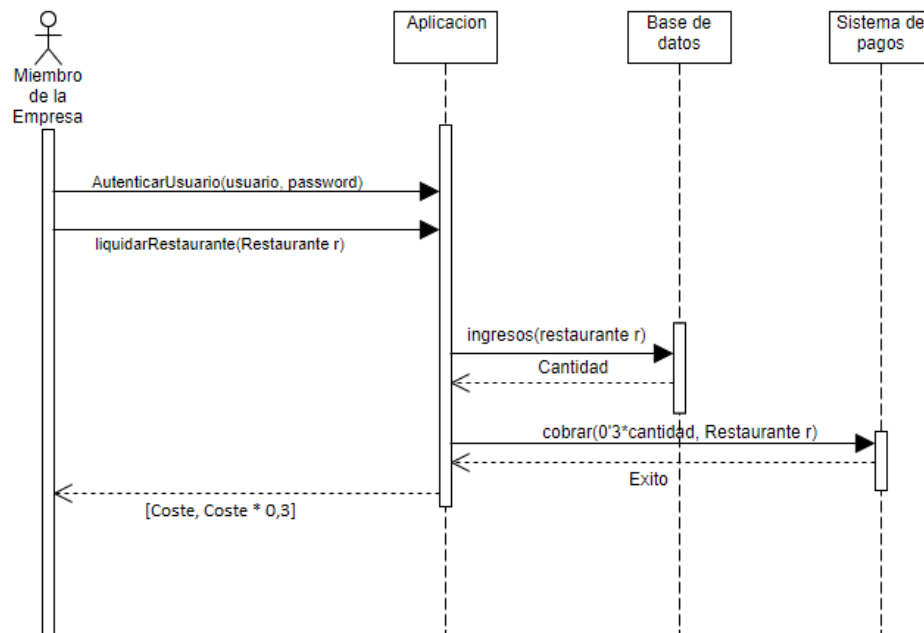 Aplicacion
Base de
datos
Sistema de
pagos
Miembro
de la
Empresa
AutenticarUsuario(usuario, password)
liquidarRestaurante(Restaurante r)
ingresos(restaurante r)
Cantidad
cobrar(0'3*cantidad, Restaurante r)
Exito
[Coste, Coste * 0,3]